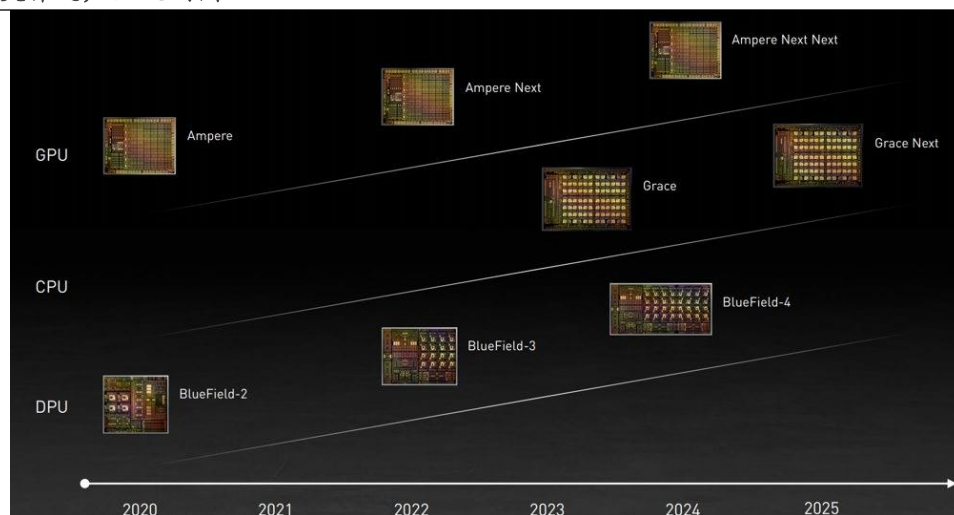 Ampere Next Next
Ampere Next
Ampere
GPU
Grace Next
Grace
CPU
BlueField-4
BlueField-3
BlueField-2
DPU
2020 2021 2022 2023 2024 2025